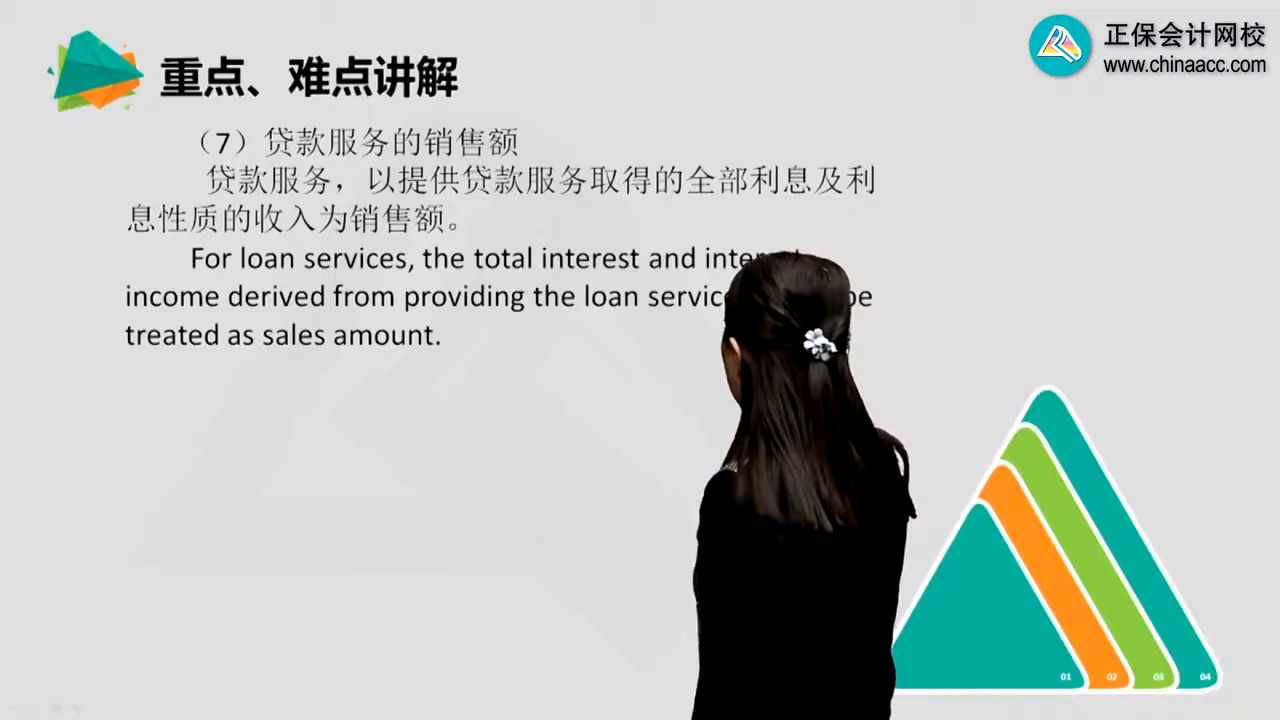 正保会计网校
www.chinaacc.com
重点、难点讲解
（7）贷款服务的销售额
贷款服务，以提供贷款服务取得的全部利息及利
息性质的收入为销售额。
For loan services, the total interest and
income derived from providing the loan be
treated as sales amount.
01 02 03 04